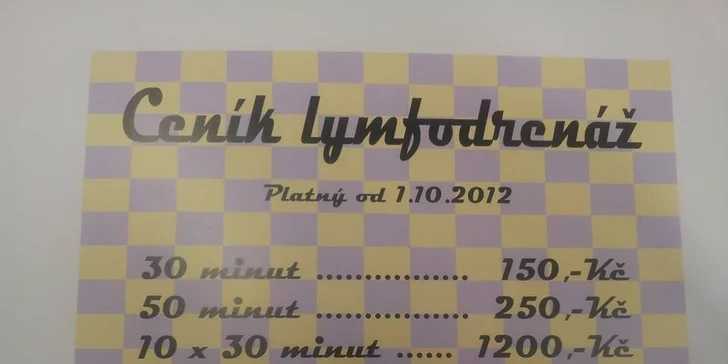 Ceník lymfodrenáž
Platný od 1.10.2012
30 minut ................. 150,-Kč
50 minut ................. 250,-Kč
10 x 30 minut ...... 1200,-Kč